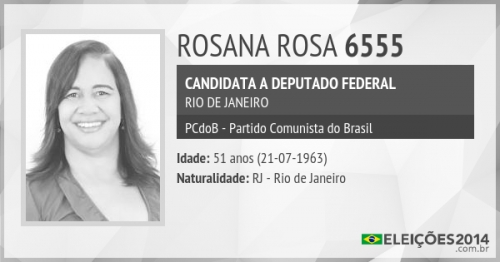 ROSANA ROSA 6555
CANDIDATA A DEPUTADO FEDERAL
RIO DE JANEIRO
PCdoB - Partido Comunista do Brasil
Idade: 51 anos (21-07-1963)
Naturalidade: RJ - Rio de Janeiro
ELEIÇÕES2014
.com.br